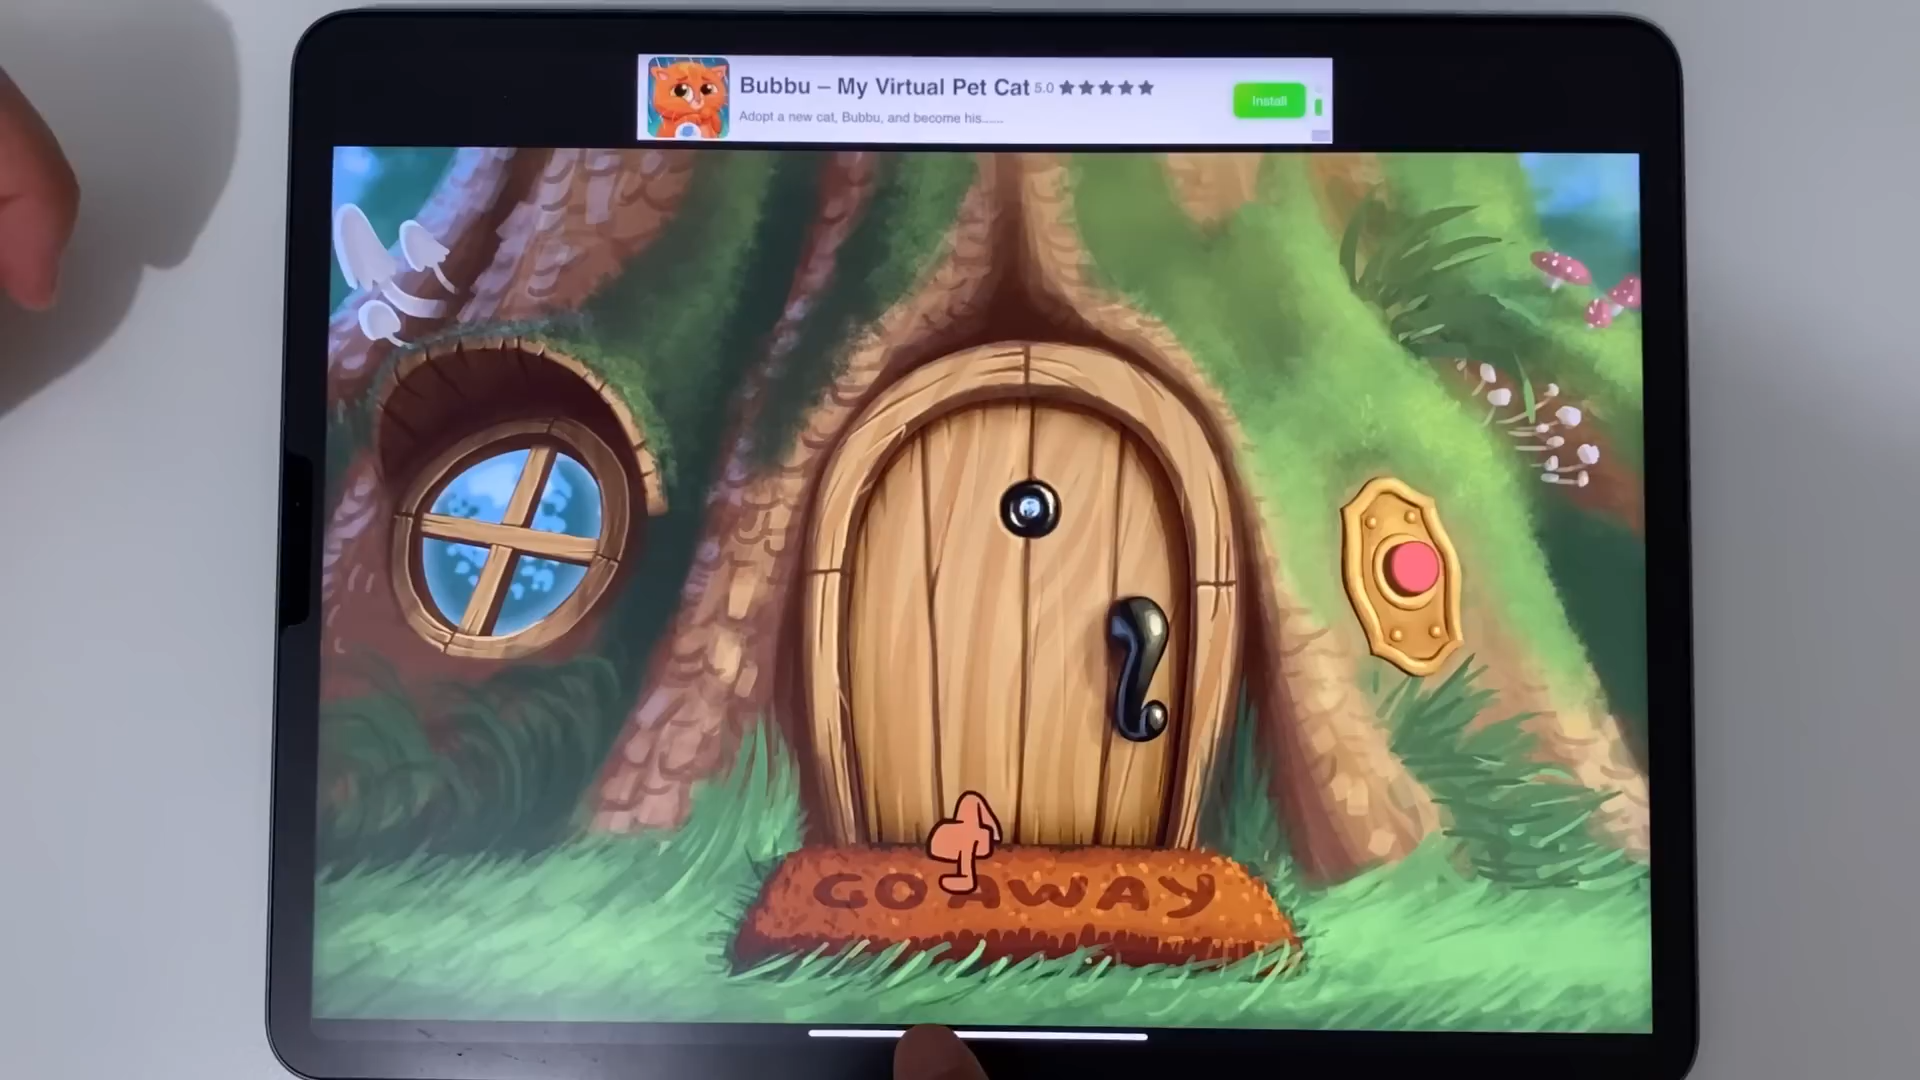 Bubbu – My Virtual Pet Cat 5.0
Adopt a new cat, Bubbu, and become his......
Install
GO AWAY